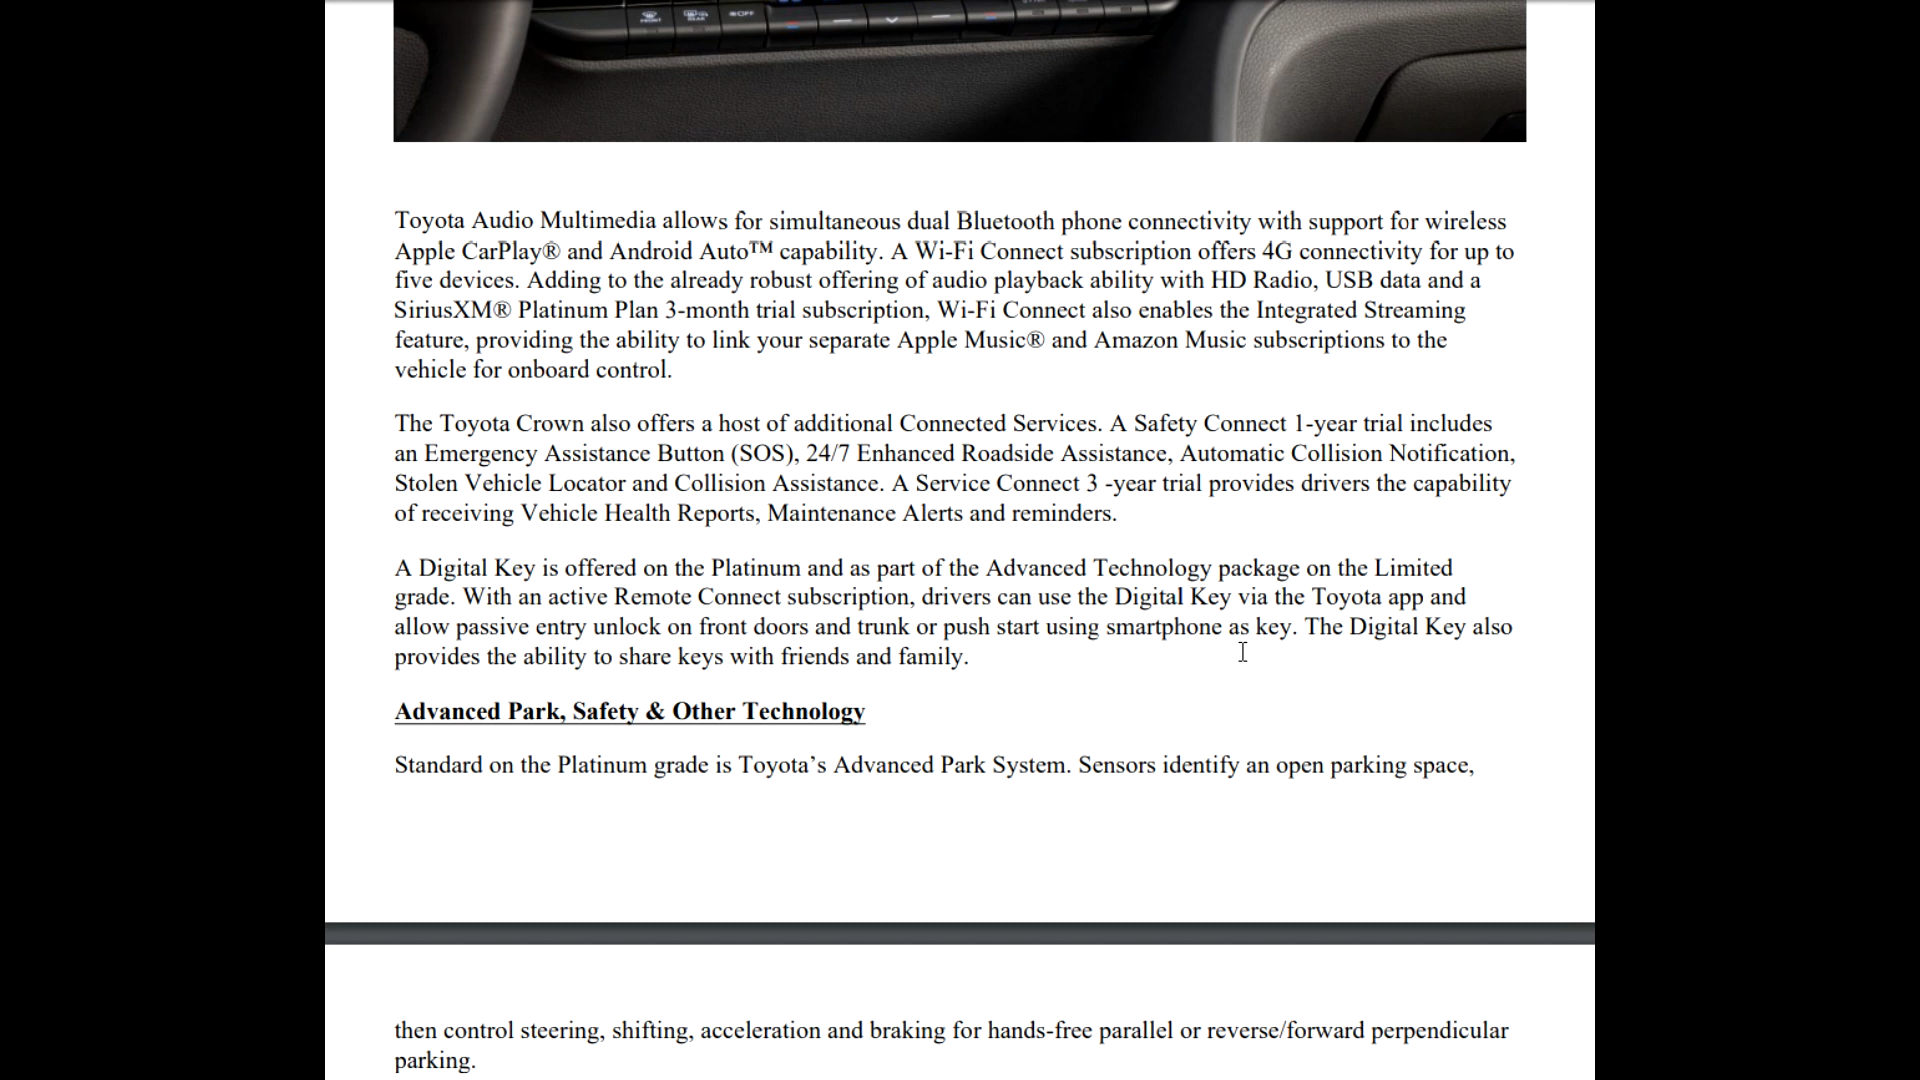 FRONT REAR OFF
Toyota Audio Multimedia allows for simultaneous dual Bluetooth phone connectivity with support for wireless
Apple CarPlay® and Android Auto™ capability. A Wi-Fi Connect subscription offers 4G connectivity for up to
five devices. Adding to the already robust offering of audio playback ability with HD Radio, USB data and a
SiriusXM® Platinum Plan 3-month trial subscription, Wi-Fi Connect also enables the Integrated Streaming
feature, providing the ability to link your separate Apple Music® and Amazon Music subscriptions to the
vehicle for onboard control.
The Toyota Crown also offers a host of additional Connected Services. A Safety Connect 1-year trial includes
an Emergency Assistance Button (SOS), 24/7 Enhanced Roadside Assistance, Automatic Collision Notification,
Stolen Vehicle Locator and Collision Assistance. A Service Connect 3 -year trial provides drivers the capability
of receiving Vehicle Health Reports, Maintenance Alerts and reminders.
A Digital Key is offered on the Platinum and as part of the Advanced Technology package on the Limited
grade. With an active Remote Connect subscription, drivers can use the Digital Key via the Toyota app and
allow passive entry unlock on front doors and trunk or push start using smartphone as key. The Digital Key also
provides the ability to share keys with friends and family.
Advanced Park, Safety & Other Technology
Standard on the Platinum grade is Toyota’s Advanced Park System. Sensors identify an open parking space,
then control steering, shifting, acceleration and braking for hands-free parallel or reverse/forward perpendicular
parking.